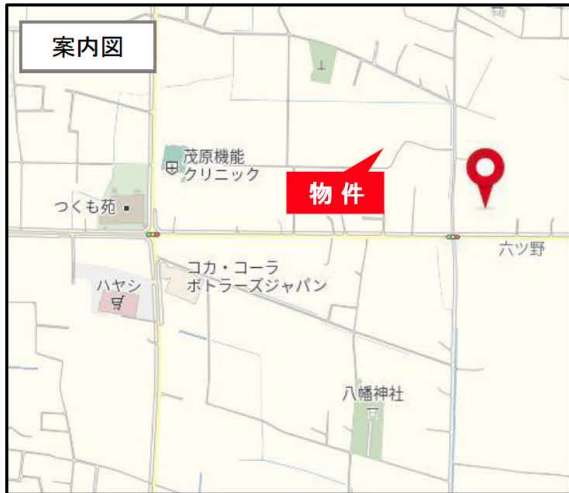 案内図
茂原機能
クリニック
物件
つくも苑
六ツ野
コカ・コーラ
ボトラーズジャパン
ハヤシ
八幡神社